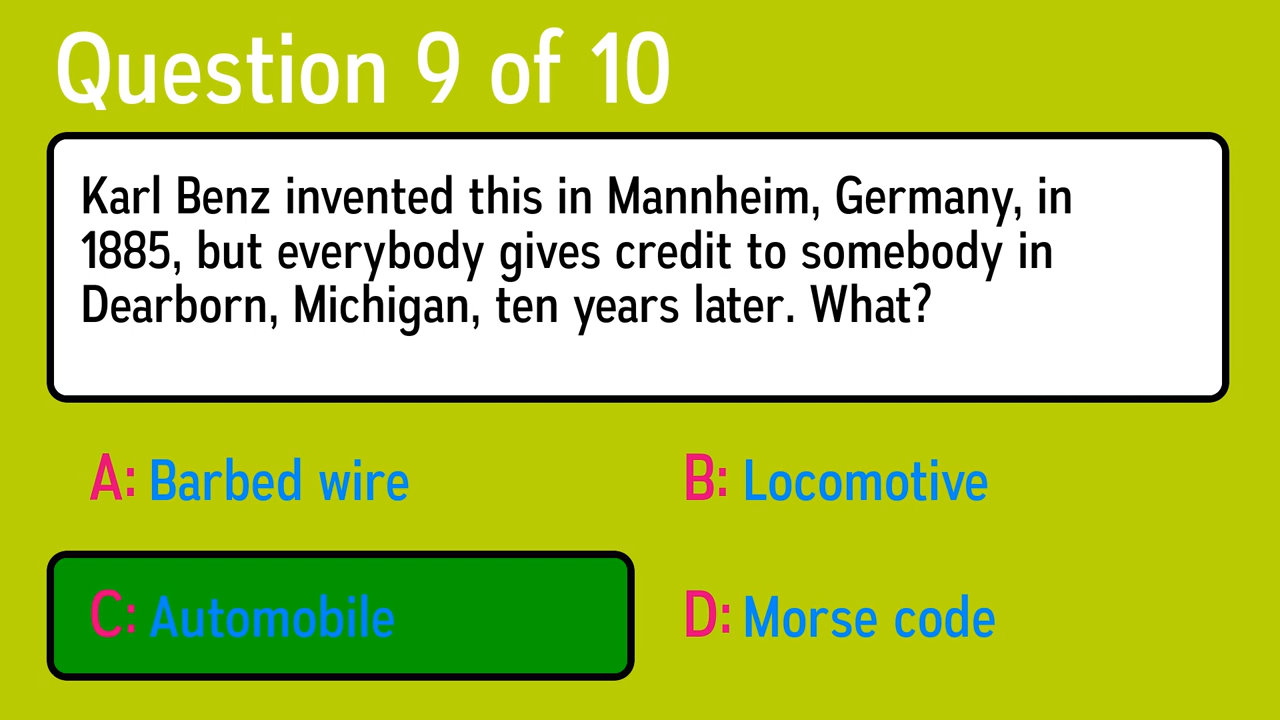 Question 9 of 10
Karl Benz invented this in Mannheim, Germany, in
1885, but everybody gives credit to somebody in
Dearborn, Michigan, ten years later. What?
A: Barbed wire
B: Locomotive
C: Automobile
D: Morse code